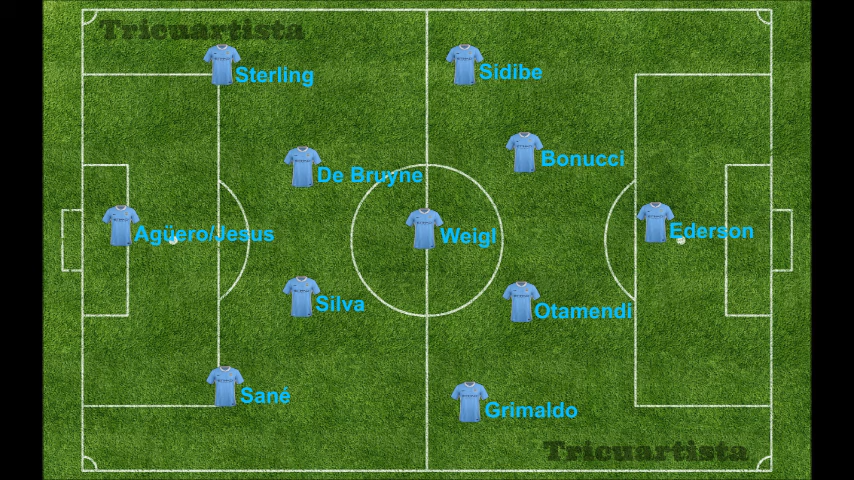 Tricuartista
Sterling
Sidibe
Bonucci
De Bruyne
Agüero/Jesus
Weigl
Ederson
Silva
Otamendi
Sané
Grimaldo
Tricuartista